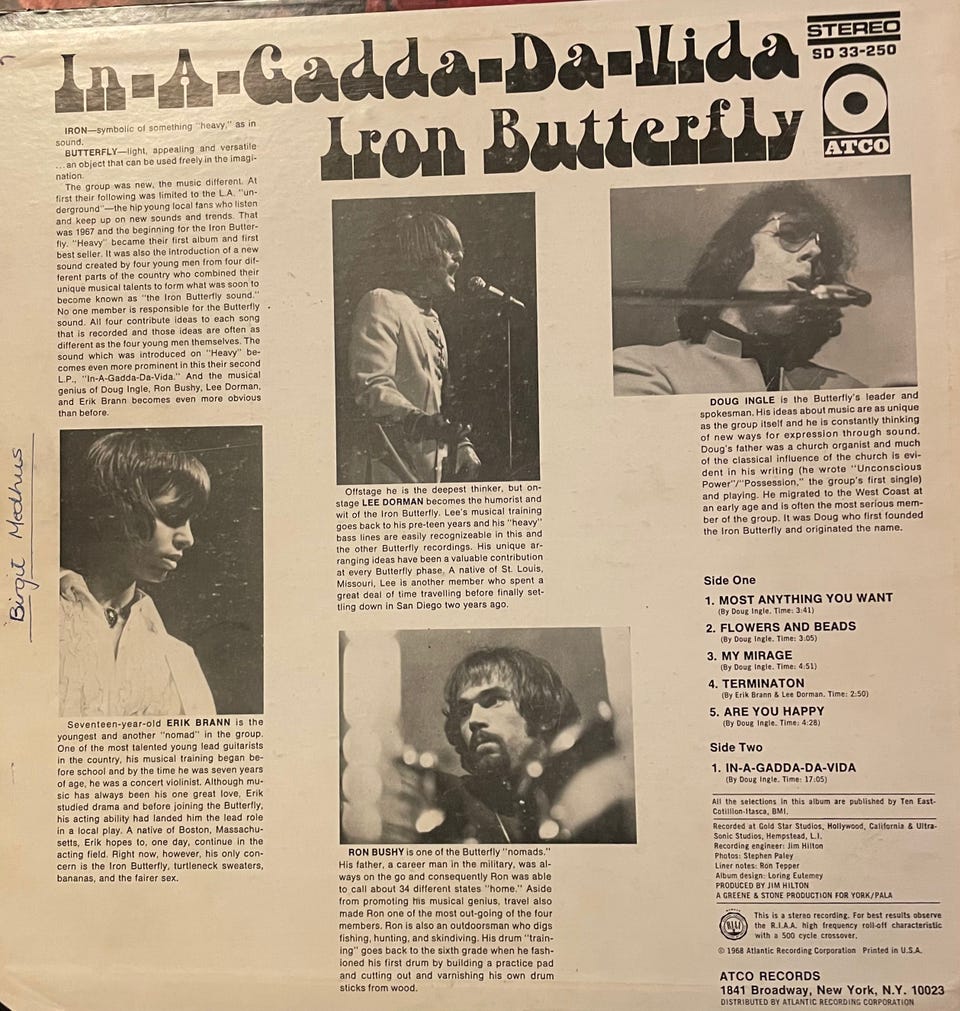 In-A-Gadda-Da-Vida
Iron Butterfly
STEREO
SD 33-250
ATCO
IRON—symbolic of something "heavy," as in
sound.
BUTTERFLY—light, appealing and versatile
...an object that can be used freely in the imagi-
nation.
The group was new, the music different. At
first their following was limited to the L.A. "un-
derground"—the hip young local fans who listen
and keep up on new sounds and trends. That
was 1967 and the beginning for the Iron Butter-
fly. "Heavy" became their first album and first
best seller. It was also the introduction of a new
sound created by four young men from four dif-
ferent parts of the country who combined their
unique musical talents to form what was soon to
become known as "the Iron Butterfly sound."
No one member is responsible for the Butterfly
sound. All four contribute ideas to each song
that is recorded and those ideas are often as
different as the four young men themselves. The
sound which was introduced on "Heavy" be-
comes even more prominent in this their second
L.P., "In-A-Gadda-Da-Vida." And the musical
genius of Doug Ingle, Ron Bushy, Lee Dorman,
and Erik Brann becomes even more obvious
than before.
Birgit Medhus
Seventeen-year-old ERIK BRANN is the
youngest and another "nomad" in the group.
One of the most talented young lead guitarists
in the country, his musical training began be-
fore school and by the time he was seven years
of age, he was a concert violinist. Although mu-
sic has always been his one great love, Erik
studied drama and before joining the Butterfly,
his acting ability had landed him the lead role
in a local play. A native of Boston, Massachu-
setts, Erik hopes to, one day, continue in the
acting field. Right now, however, his only con-
cern is the Iron Butterfly, turtleneck sweaters,
bananas, and the fairer sex.
Offstage he is the deepest thinker, but on-
stage LEE DORMAN becomes the humorist and
wit of the Iron Butterfly. Lee's musical training
goes back to his pre-teen years and his "heavy"
bass lines are easily recognizeable in this and
the other Butterfly recordings. His unique ar-
ranging ideas have been a valuable contribution
at every Butterfly phase. A native of St. Louis,
Missouri, Lee is another member who spent a
great deal of time travelling before finally set-
tling down in San Diego two years ago.
RON BUSHY is one of the Butterfly "nomads."
His father, a career man in the military, was al-
ways on the go and consequently Ron was able
to call about 34 different states "home." Aside
from promoting his musical genius, travel also
made Ron one of the most out-going of the four
members. Ron is also an outdoorsman who digs
fishing, hunting, and skindiving. His drum "train-
ing" goes back to the sixth grade when he fash-
ioned his first drum by building a practice pad
and cutting out and varnishing his own drum
sticks from wood.
DOUG INGLE is the Butterfly's leader and
spokesman. His ideas about music are as unique
as the group itself and he is constantly thinking
of new ways for expression through sound.
Doug's father was a church organist and much
of the classical influence of the church is evi-
dent in his writing (he wrote "Unconscious
Power"/"Possession," the group's first single)
and playing. He migrated to the West Coast at
an early age and is often the most serious mem-
ber of the group. It was Doug who first founded
the Iron Butterfly and originated the name.
Side One
1. MOST ANYTHING YOU WANT
(By Doug Ingle. Time: 3:41)
2. FLOWERS AND BEADS
(By Doug Ingle. Time: 3:05)
3. MY MIRAGE
(By Doug Ingle. Time: 4:51)
4. TERMINATON
(By Erik Brann & Lee Dorman. Time: 2:50)
5. ARE YOU HAPPY
(By Doug Ingle. Time: 4:28)
Side Two
1. IN-A-GADDA-DA-VIDA
(By Doug Ingle. Time: 17:05)
All the selections in this album are published by Ten East-
Cotillion-Itasca, BMI.
Recorded at Gold Star Studios, Hollywood, California & Ultra-
Sonic Studios, Hempstead, L.I.
Recording engineer: Jim Hilton
Photos: Stephen Paley
Liner notes: Ron Tepper
Album design: Loring Eutemey
PRODUCED BY JIM HILTON
A GREENE & STONE PRODUCTION FOR YORK/PALA
This is a stereo recording. For best results observe
the R.I.A.A. high frequency roll-off characteristic
with a 500 cycle crossover.
© 1968 Atlantic Recording Corporation Printed in U.S.A.
ATCO RECORDS
1841 Broadway, New York, N.Y. 10023
DISTRIBUTED BY ATLANTIC RECORDING CORPORATION